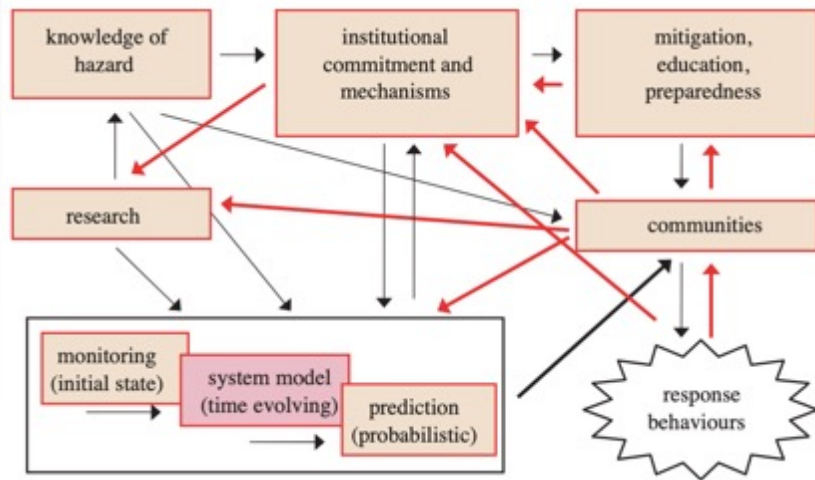 knowledge of
hazard
institutional
commitment and
mechanisms
mitigation,
education,
preparedness
research
communities
monitoring
(initial state)
system model
(time evolving)
prediction
(probabilistic)
response
behaviours